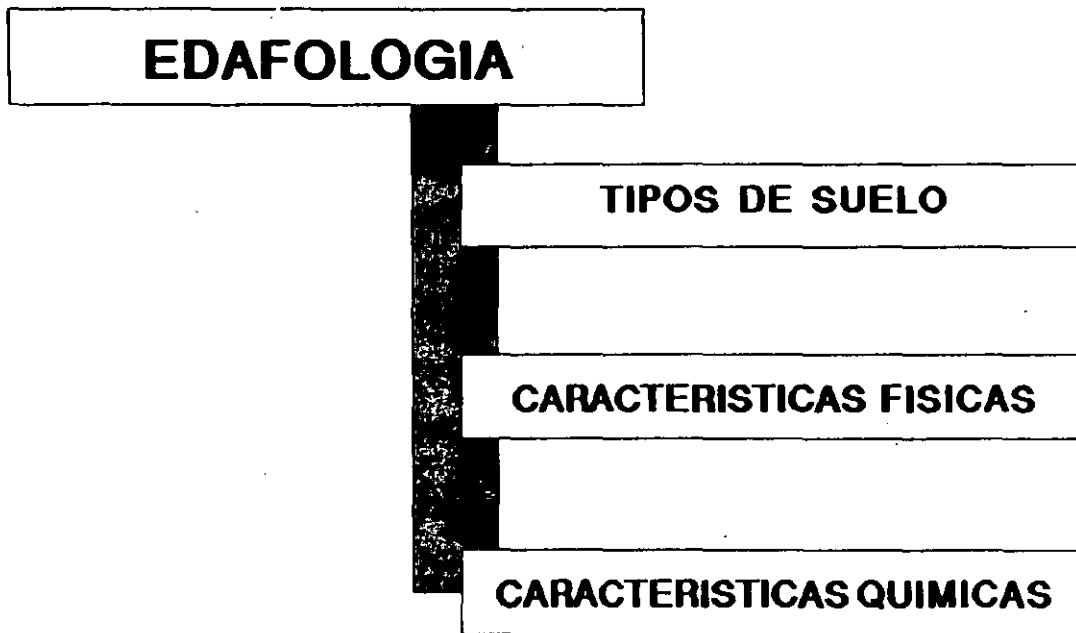 EDAFOLOGIA
TIPOS DE SUELO
CARACTERISTICAS FISICAS
CARACTERISTICAS QUIMICAS